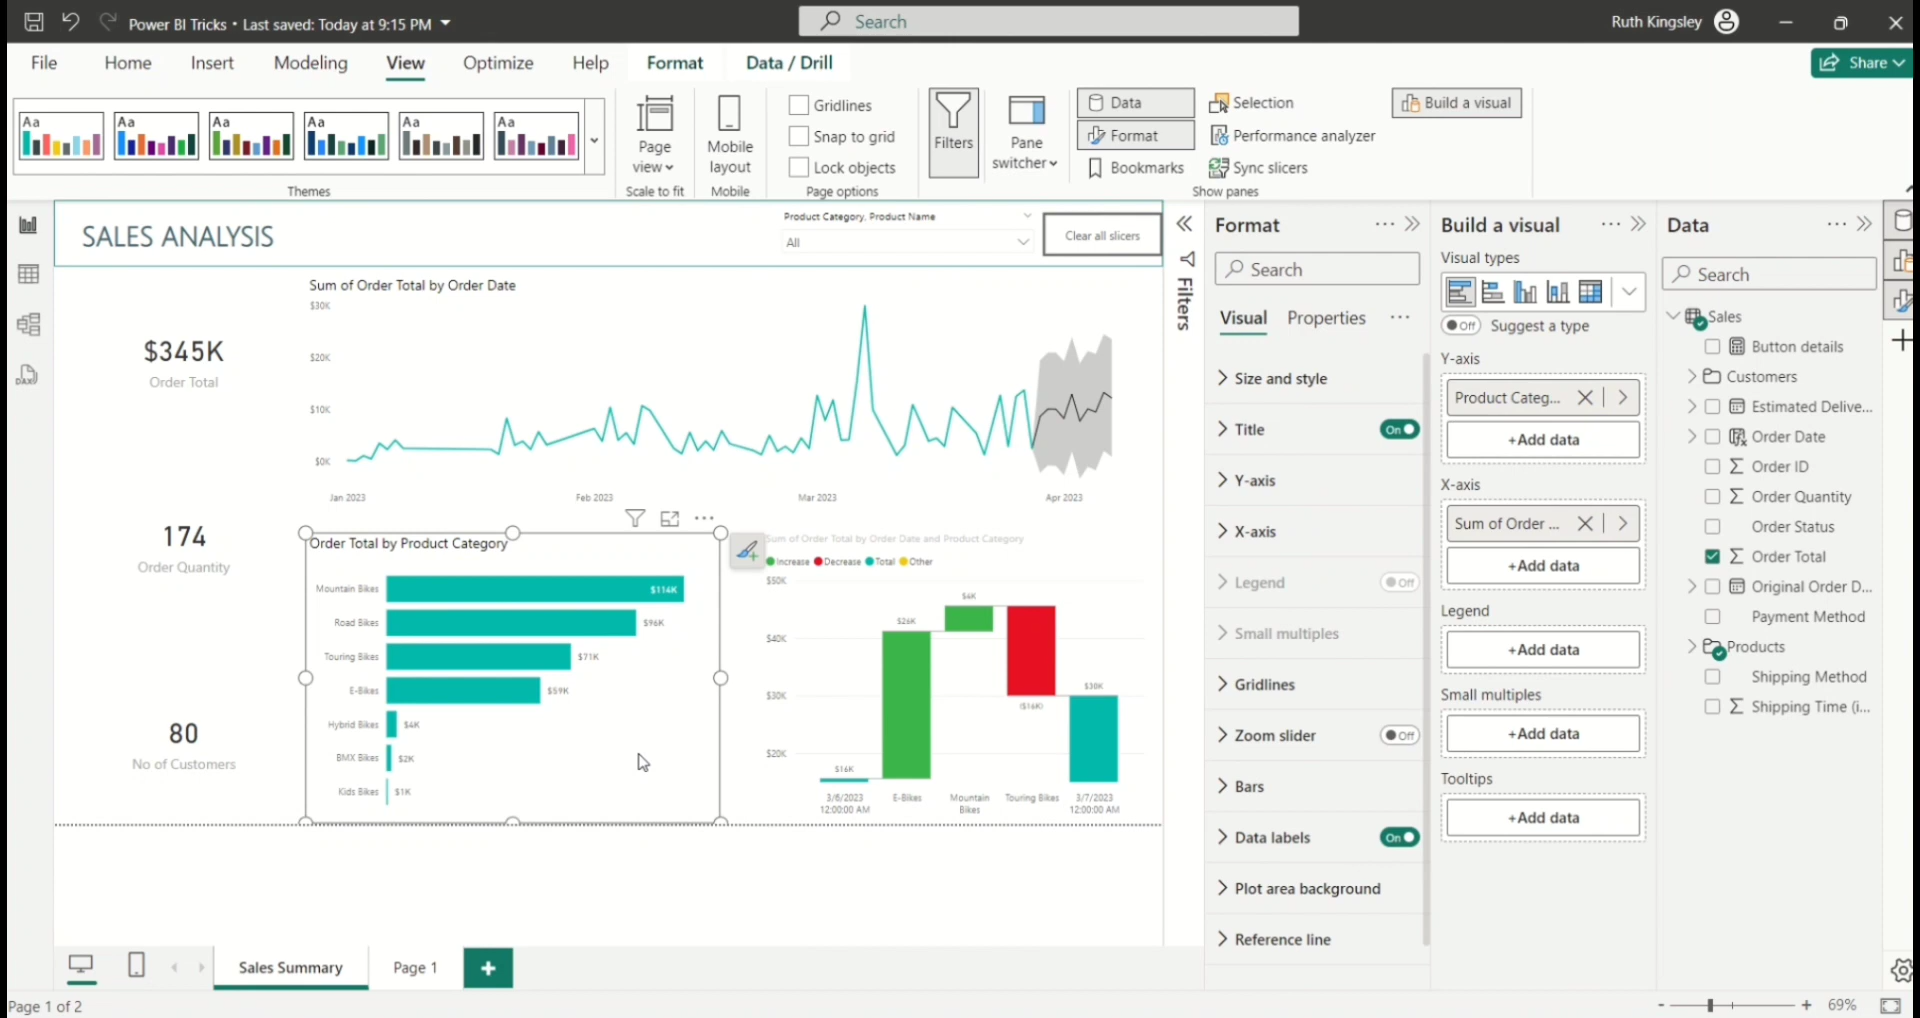 Power BI Tricks • Last saved: Today at 9:15 PM
Search
Ruth Kingsley
File Home Insert Modeling View Optimize Help Format Data / Drill
Share
Aa Aa Aa Aa Aa Aa
Themes
Page view
Scale to fit
Mobile layout
Mobile
Gridlines
Snap to grid
Lock objects
Page options
Filters
Pane switcher
Data
Format
Bookmarks
Selection
Performance analyzer
Sync slicers
Build a visual
Show panes
DAX
SALES ANALYSIS
Product Category, Product Name
All
Clear all slicers
$345K
Order Total
174
Order Quantity
80
No of Customers
Sum of Order Total by Order Date
$30K
$20K
$10K
$0K
Jan 2023 Feb 2023 Mar 2023 Apr 2023
Order Total by Product Category
Mountain Bikes $114K
Road Bikes $96K
Touring Bikes $71K
E-Bikes $59K
Hybrid Bikes $4K
BMX Bikes $2K
Kids Bikes $1K
Sum of Order Total by Order Date and Product Category
Increase Decrease Total Other
$50K
$40K
$30K
$20K
$16K
$26K
$4K
($16K)
$30K
3/6/2023 12:00:00 AM
E-Bikes
Mountain Bikes
Touring Bikes
3/7/2023 12:00:00 AM
Filters
Format
Search
Visual Properties
Size and style
Title On
Y-axis
X-axis
Legend Off
Small multiples
Gridlines
Zoom slider Off
Bars
Data labels On
Plot area background
Reference line
Build a visual
Visual types
Off Suggest a type
Y-axis
Product Categ...
+Add data
X-axis
Sum of Order ...
+Add data
Legend
+Add data
Small multiples
+Add data
Tooltips
+Add data
Data
Search
Sales
Button details
Customers
Estimated Delive...
Order Date
Order ID
Order Quantity
Order Status
Order Total
Original Order D...
Payment Method
Products
Shipping Method
Shipping Time (i...
Sales Summary Page 1
Page 1 of 2
69%